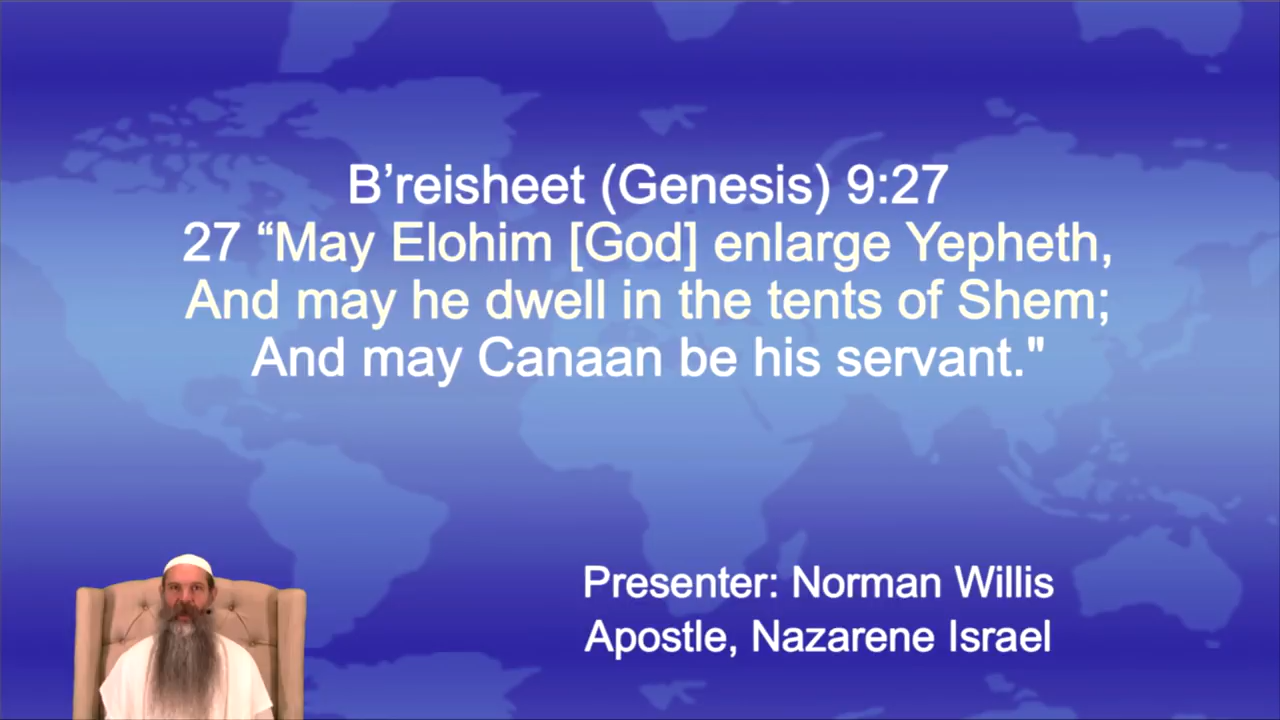 B’reisheet (Genesis) 9:27
27 “May Elohim [God] enlarge Yepheth,
And may he dwell in the tents of Shem;
And may Canaan be his servant."
Presenter: Norman Willis
Apostle, Nazarene Israel